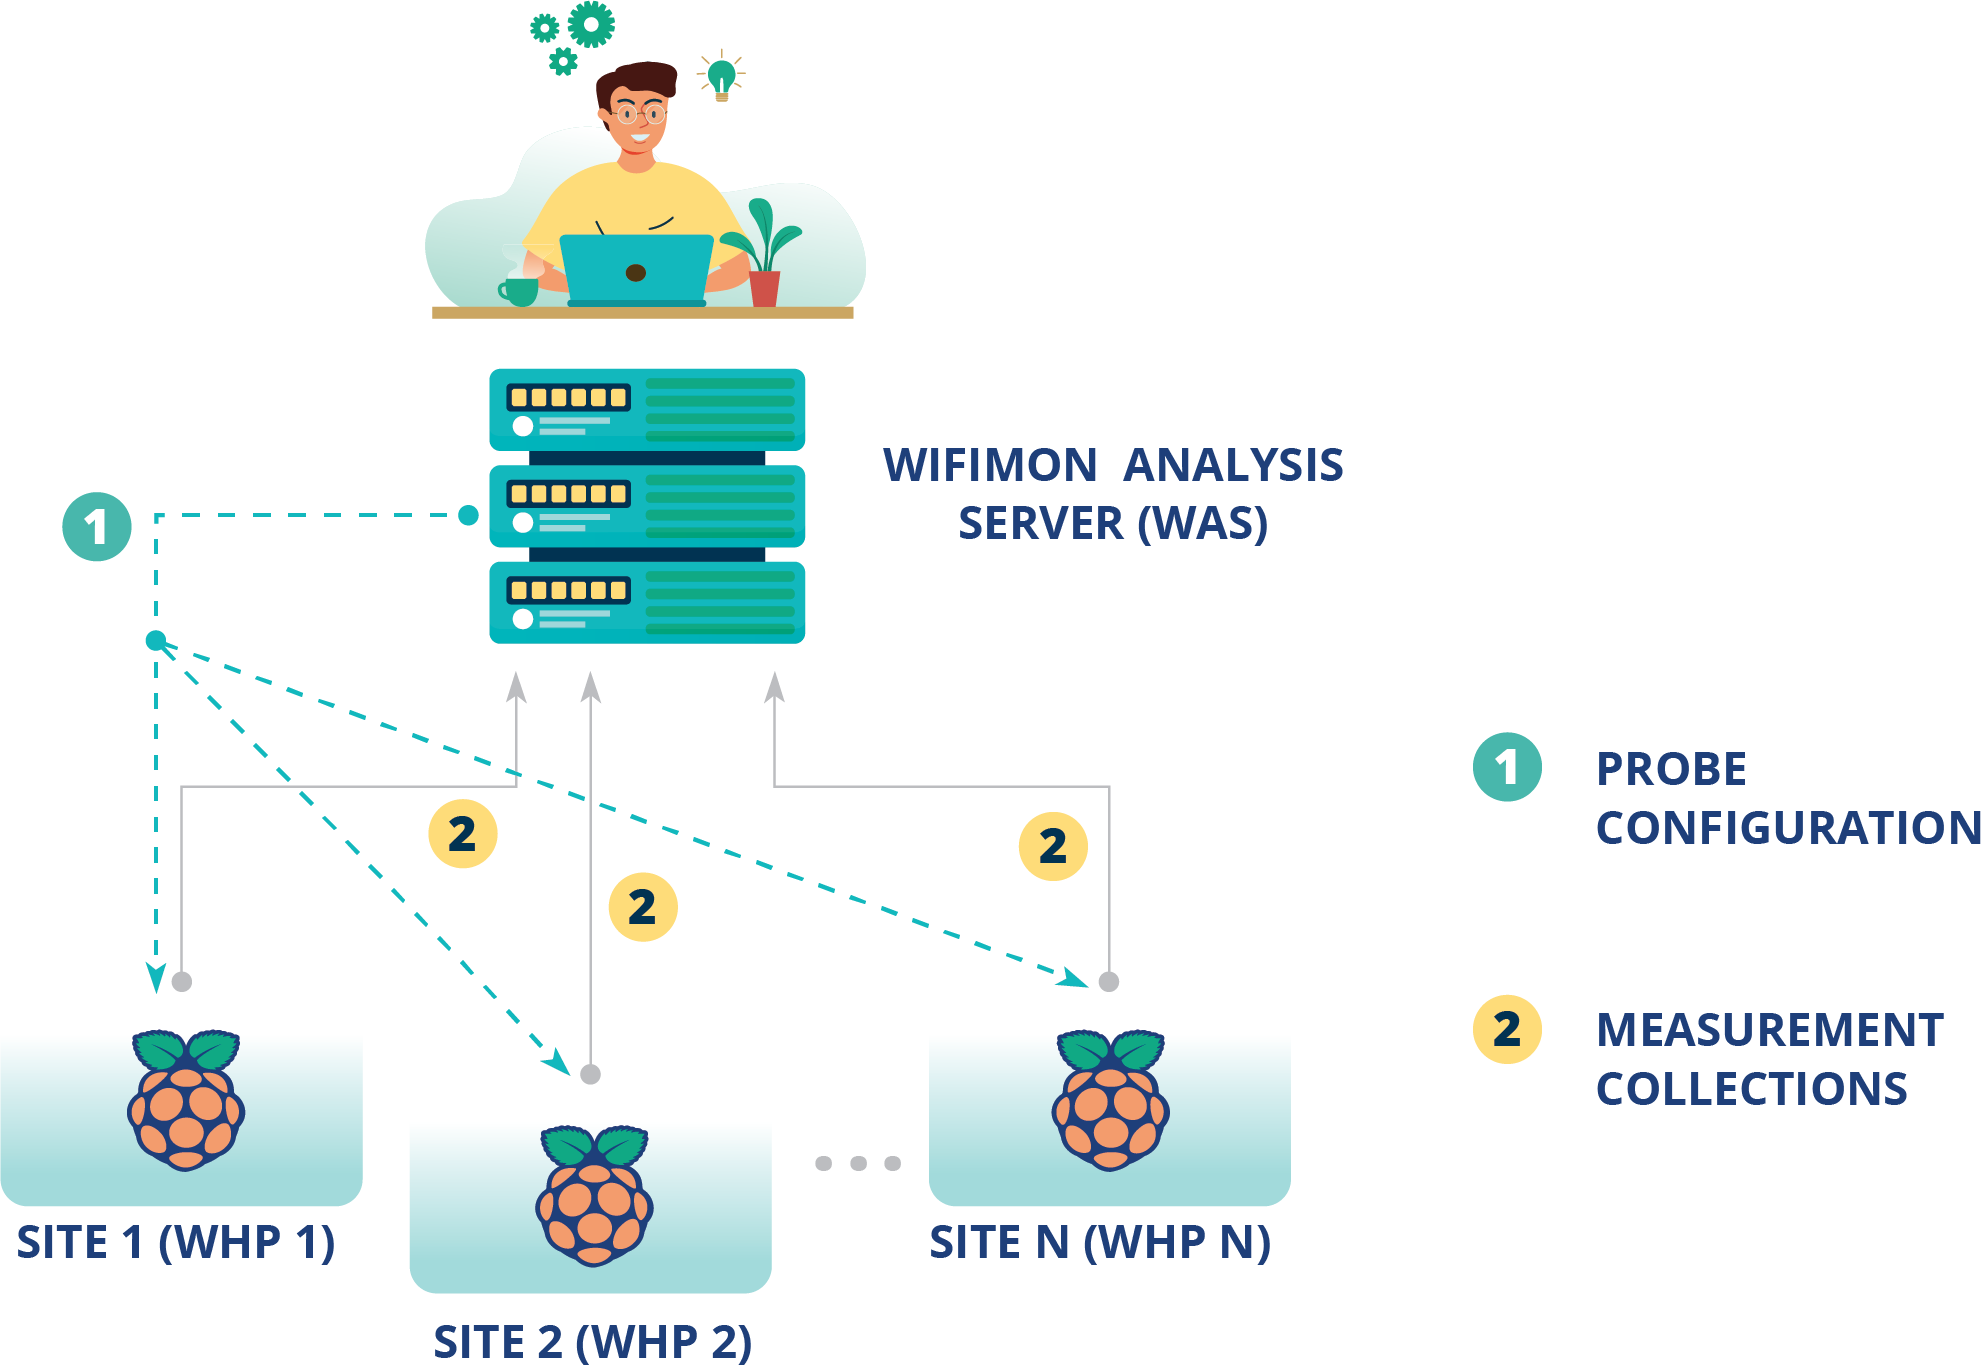 WIFIMON ANALYSIS
SERVER (WAS)
1
2
2
2
1 PROBE
CONFIGURATION
2 MEASUREMENT
COLLECTIONS
SITE 1 (WHP 1)
SITE 2 (WHP 2)
SITE N (WHP N)